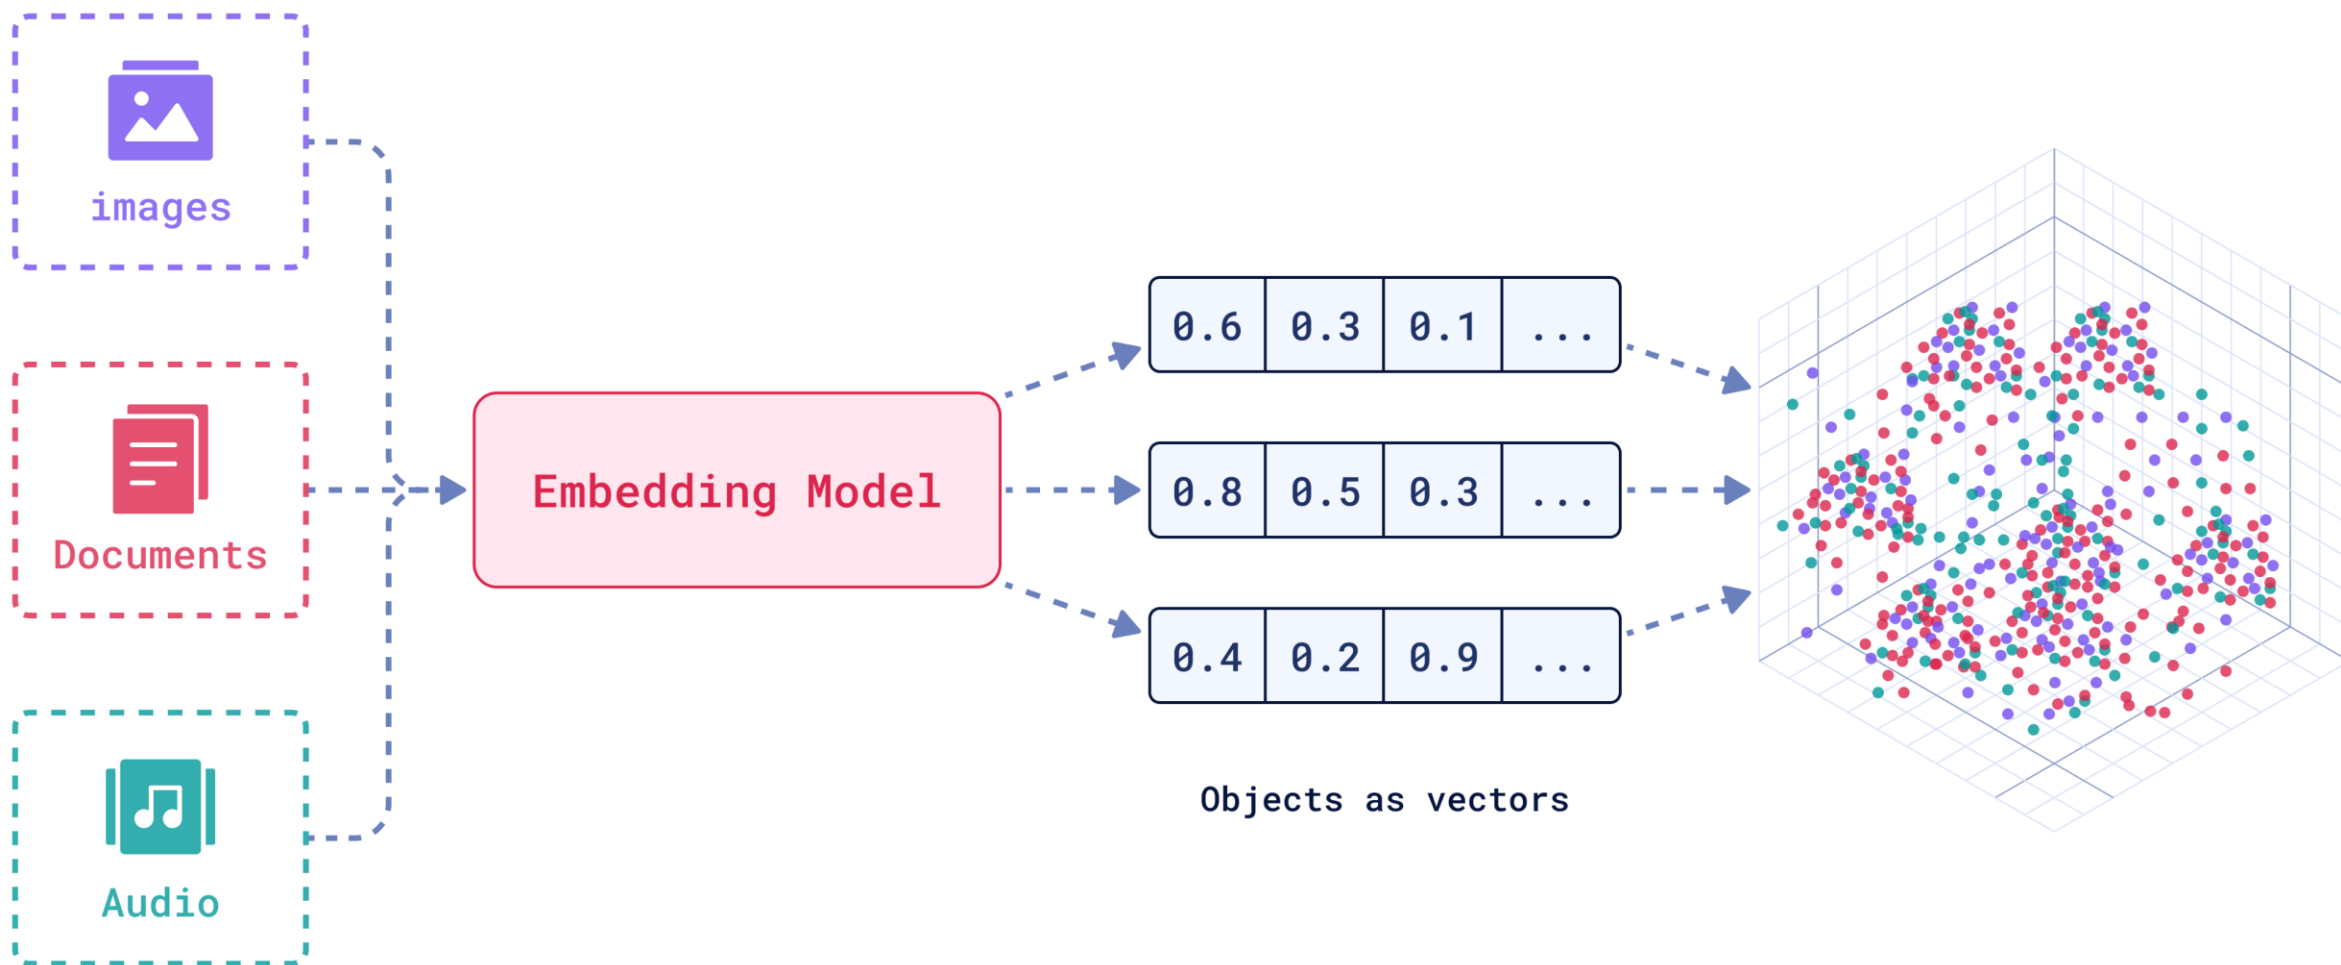 images
Documents
Audio
Embedding Model
0.6 0.3 0.1 ...
0.8 0.5 0.3 ...
0.4 0.2 0.9 ...
Objects as vectors